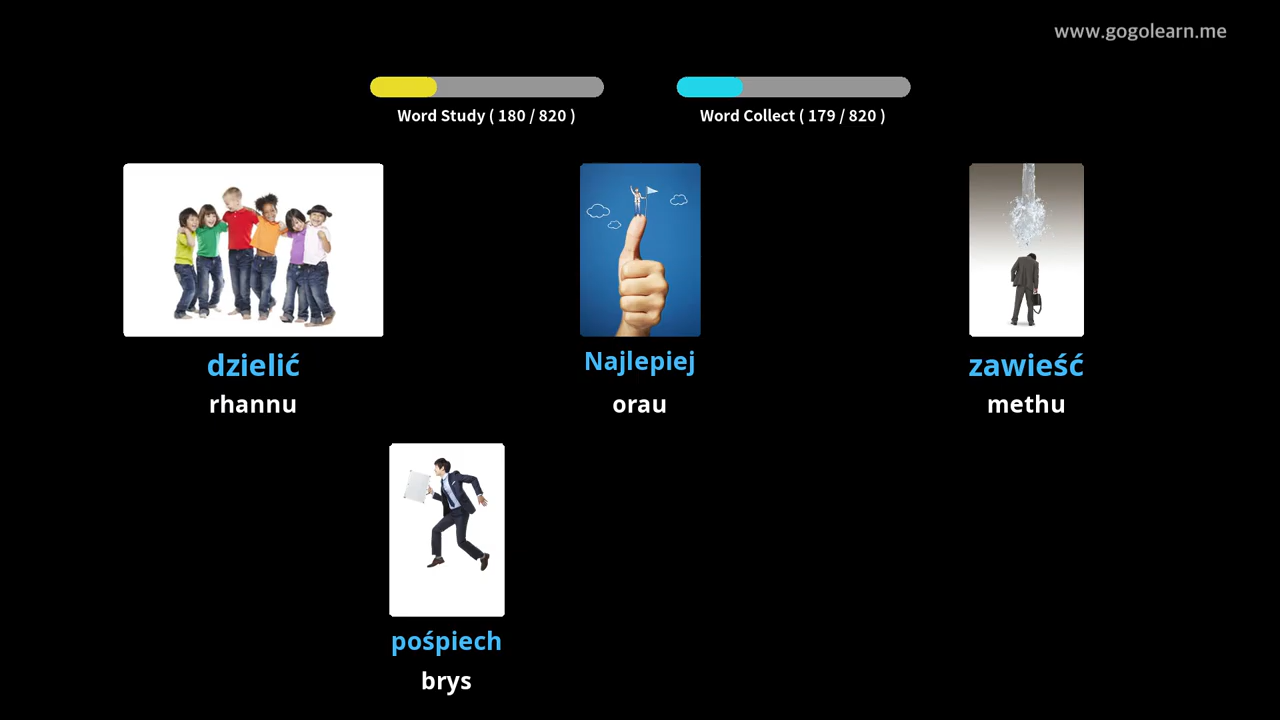 www.gogolearn.me
Word Study ( 180 / 820 )
Word Collect ( 179 / 820 )
dzielić
rhannu
Najlepiej
orau
zawieść
methu
pośpiech
brys